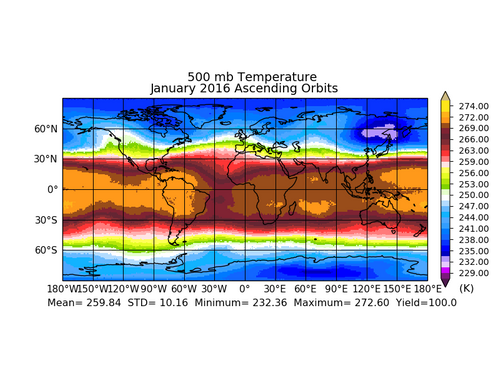 500 mb Temperature
January 2016 Ascending Orbits
274.00
272.00
269.00
266.00
263.00
259.00
256.00
253.00
250.00
247.00
244.00
241.00
238.00
235.00
232.00
229.00
(K)
60°N
30°N
0°
30°S
60°S
180°W 150°W 120°W 90°W 60°W 30°W 0° 30°E 60°E 90°E 120°E 150°E 180°E
Mean= 259.84 STD= 10.16 Minimum= 232.36 Maximum= 272.60 Yield=100.0